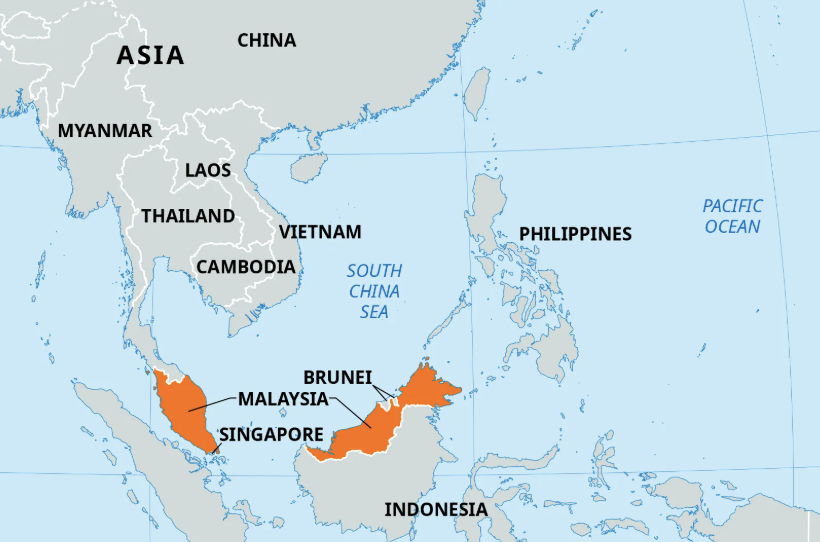 CHINA
ASIA
MYANMAR
LAOS
THAILAND
VIETNAM
CAMBODIA
PHILIPPINES
PACIFIC
OCEAN
SOUTH
CHINA
SEA
BRUNEI
MALAYSIA
SINGAPORE
INDONESIA